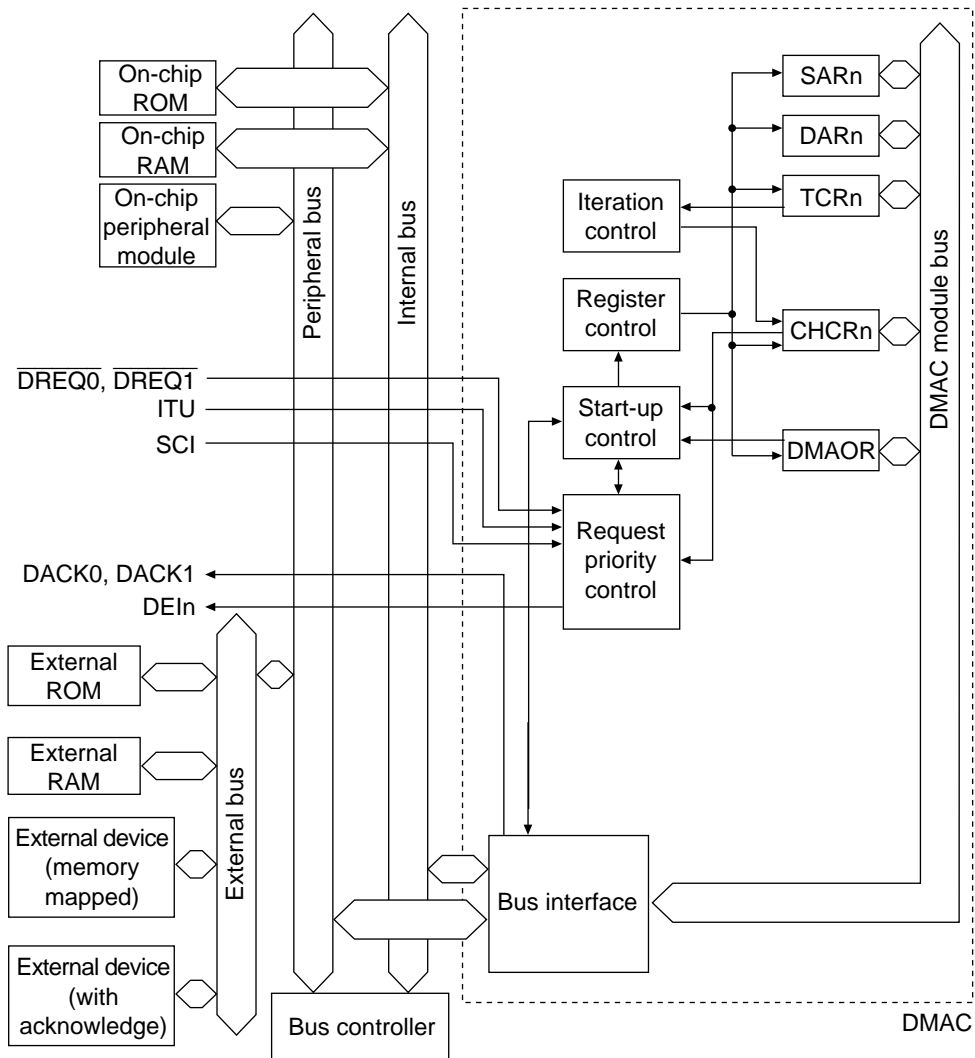 On-chip
ROM
On-chip
RAM
On-chip
peripheral
module
Peripheral bus
Internal bus
SARn
DARn
TCRn
Iteration
control
Register
control
CHCRn
DMAC module bus
DREQ0, DREQ1
ITU
SCI
Start-up
control
DMAOR
Request
priority
control
DACK0, DACK1
DEIn
External
ROM
External
RAM
External bus
External device
(memory
mapped)
Bus interface
External device
(with
acknowledge)
Bus controller
DMAC